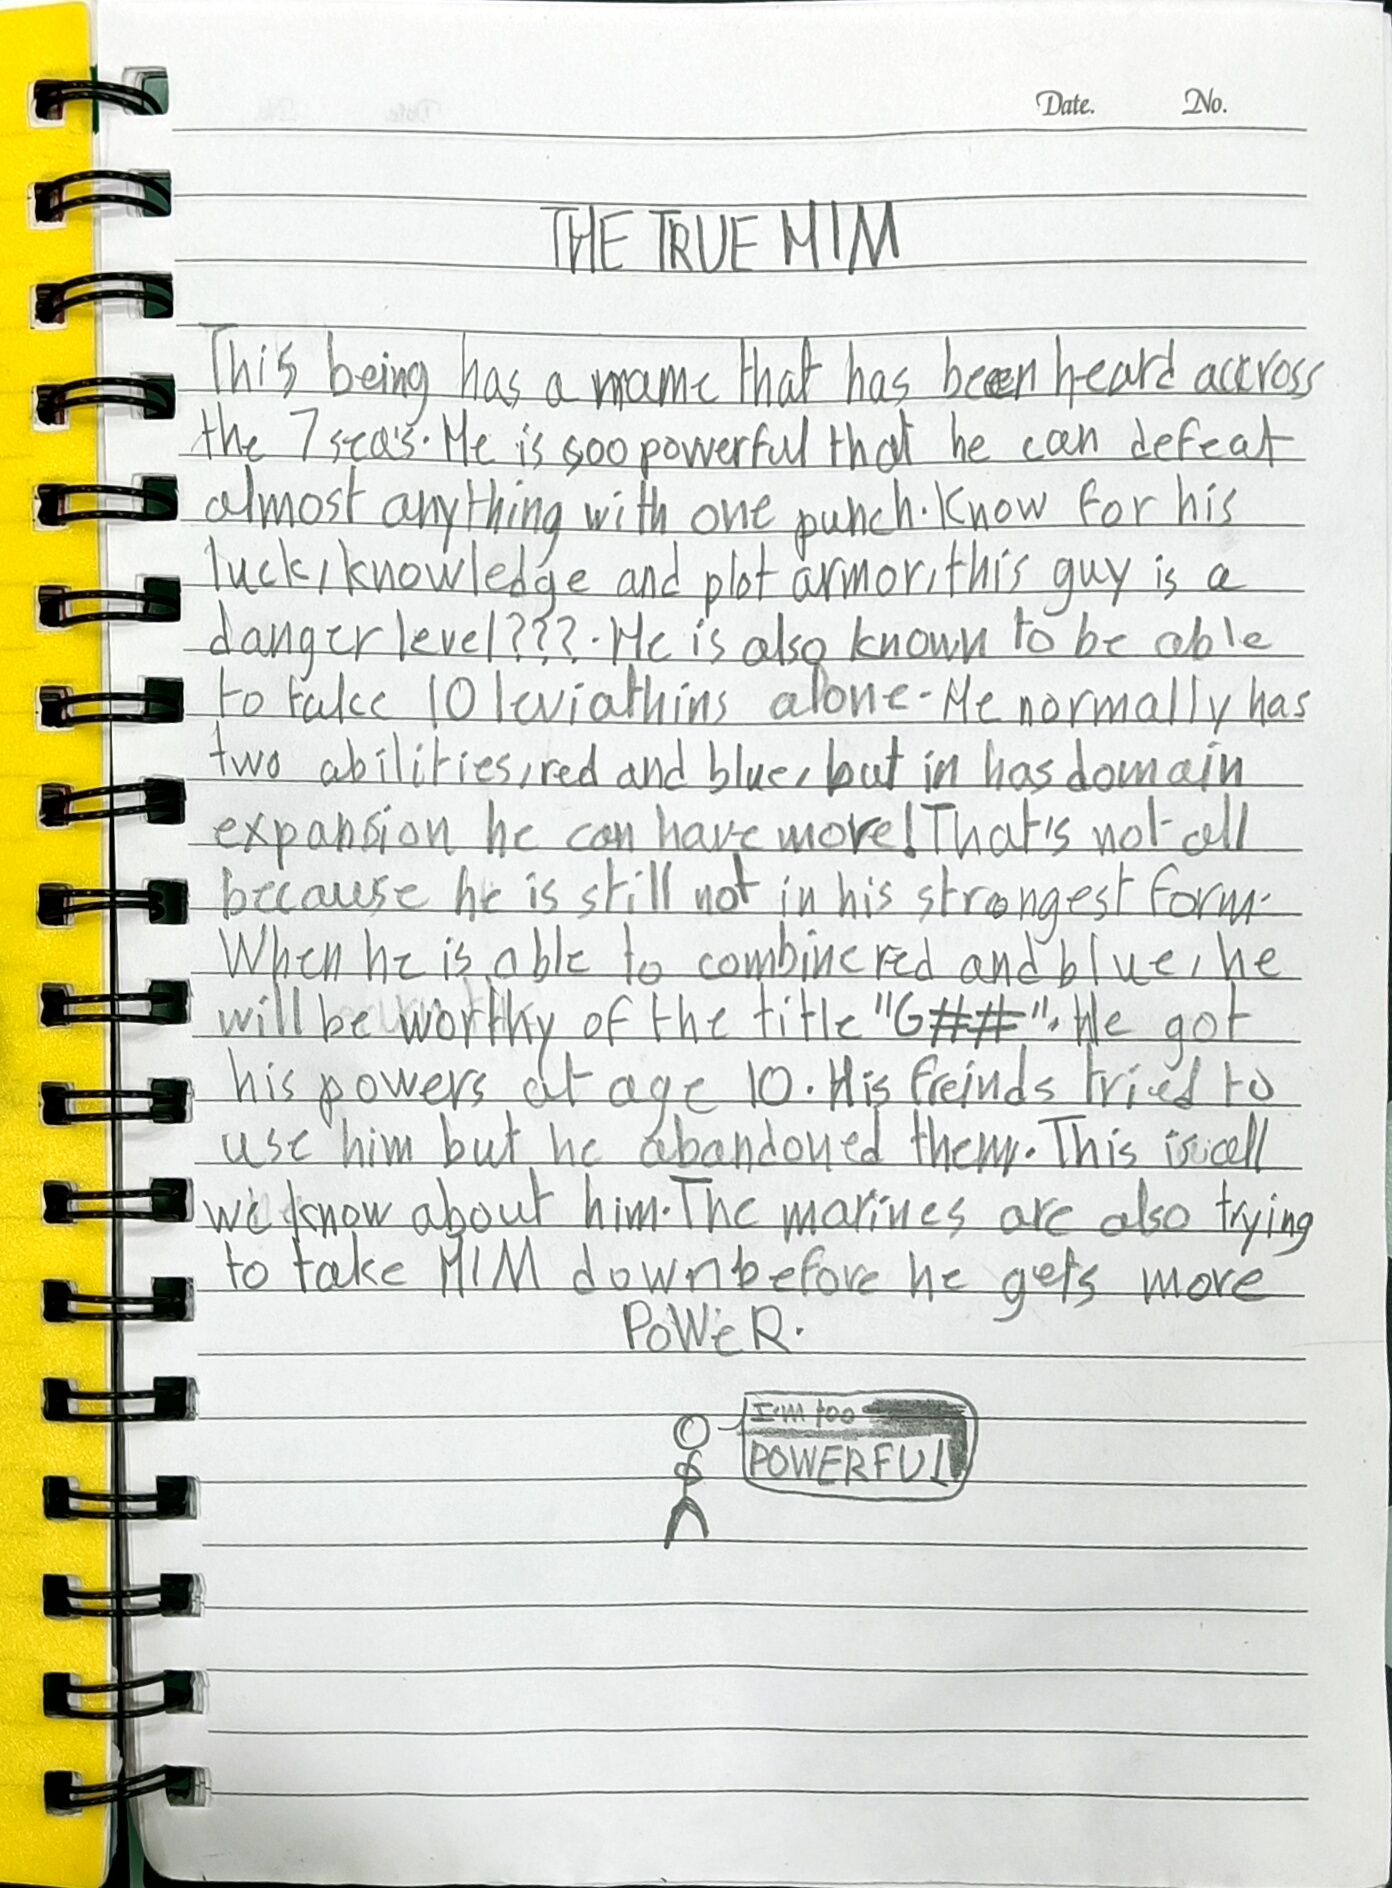 Date. No.
THE TRUE HIM
This being has a name that has been heard accross
the 7 sea's. He is soo powerful that he can defeat
almost anything with one punch. Know for his
luck, knowledge and plot armor, this guy is a
danger level ???. He is also known to be able
to take 10 leviathins alone. He normally has
two abilities, red and blue, but in has domain
expansion he can have more! That's not all
because he is still not in his strongest form.
When he is able to combine red and blue, he
will be worthy of the title "G##". He got
his powers at age 10. His freinds tried to
use him but he abandoned them. This is all
we know about him. The marines are also trying
to take HIM down before he gets more
PoWeR.
I'm too
POWERFUL